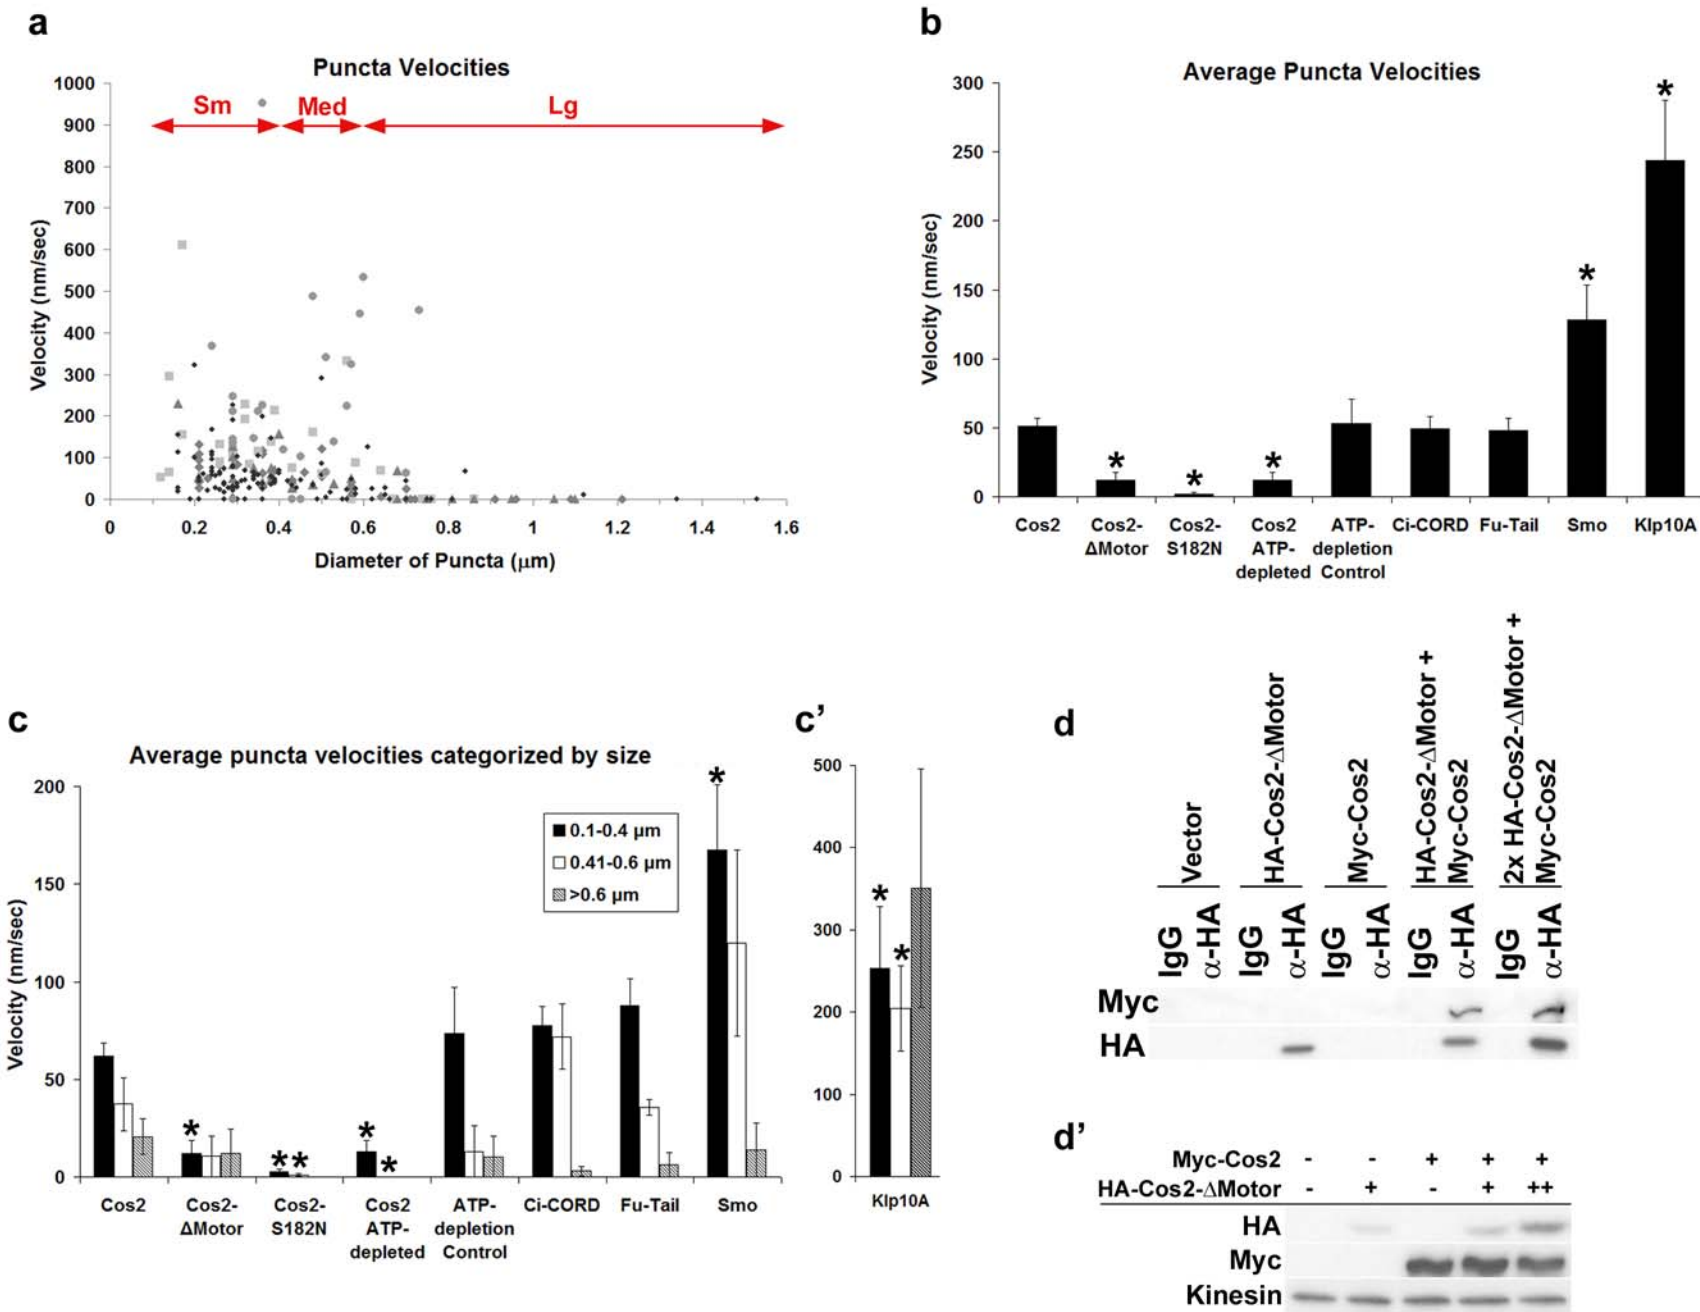 a
Puncta Velocities
1000
900
800
700
600
500
400
300
200
100
0
Sm
Med
Lg
Velocity (nm/sec)
0 0.2 0.4 0.6 0.8 1 1.2 1.4 1.6
Diameter of Puncta (μm)
b
Average Puncta Velocities
300
250
200
150
100
50
0
Velocity (nm/sec)
*
*
*
*
*
Cos2
Cos2-
ΔMotor
Cos2-
S182N
Cos2
ATP-
depleted
ATP-
depletion
Control
Ci-CORD
Fu-Tail
Smo
Klp10A
c
Average puncta velocities categorized by size
200
150
100
50
0
Velocity (nm/sec)
0.1-0.4 μm
0.41-0.6 μm
>0.6 μm
*
* *
*
*
*
Cos2
Cos2-
ΔMotor
Cos2-
S182N
Cos2
ATP-
depleted
ATP-
depletion
Control
Ci-CORD
Fu-Tail
Smo
c’
500
400
300
200
100
0
*
*
Klp10A
d
Vector
HA-Cos2-ΔMotor
Myc-Cos2
HA-Cos2-ΔMotor +
Myc-Cos2
2x HA-Cos2-ΔMotor +
Myc-Cos2
IgG
α-HA
IgG
α-HA
IgG
α-HA
IgG
α-HA
IgG
α-HA
Myc
HA
d’
Myc-Cos2 - - + + +
HA-Cos2-ΔMotor - + - + ++
HA
Myc
Kinesin